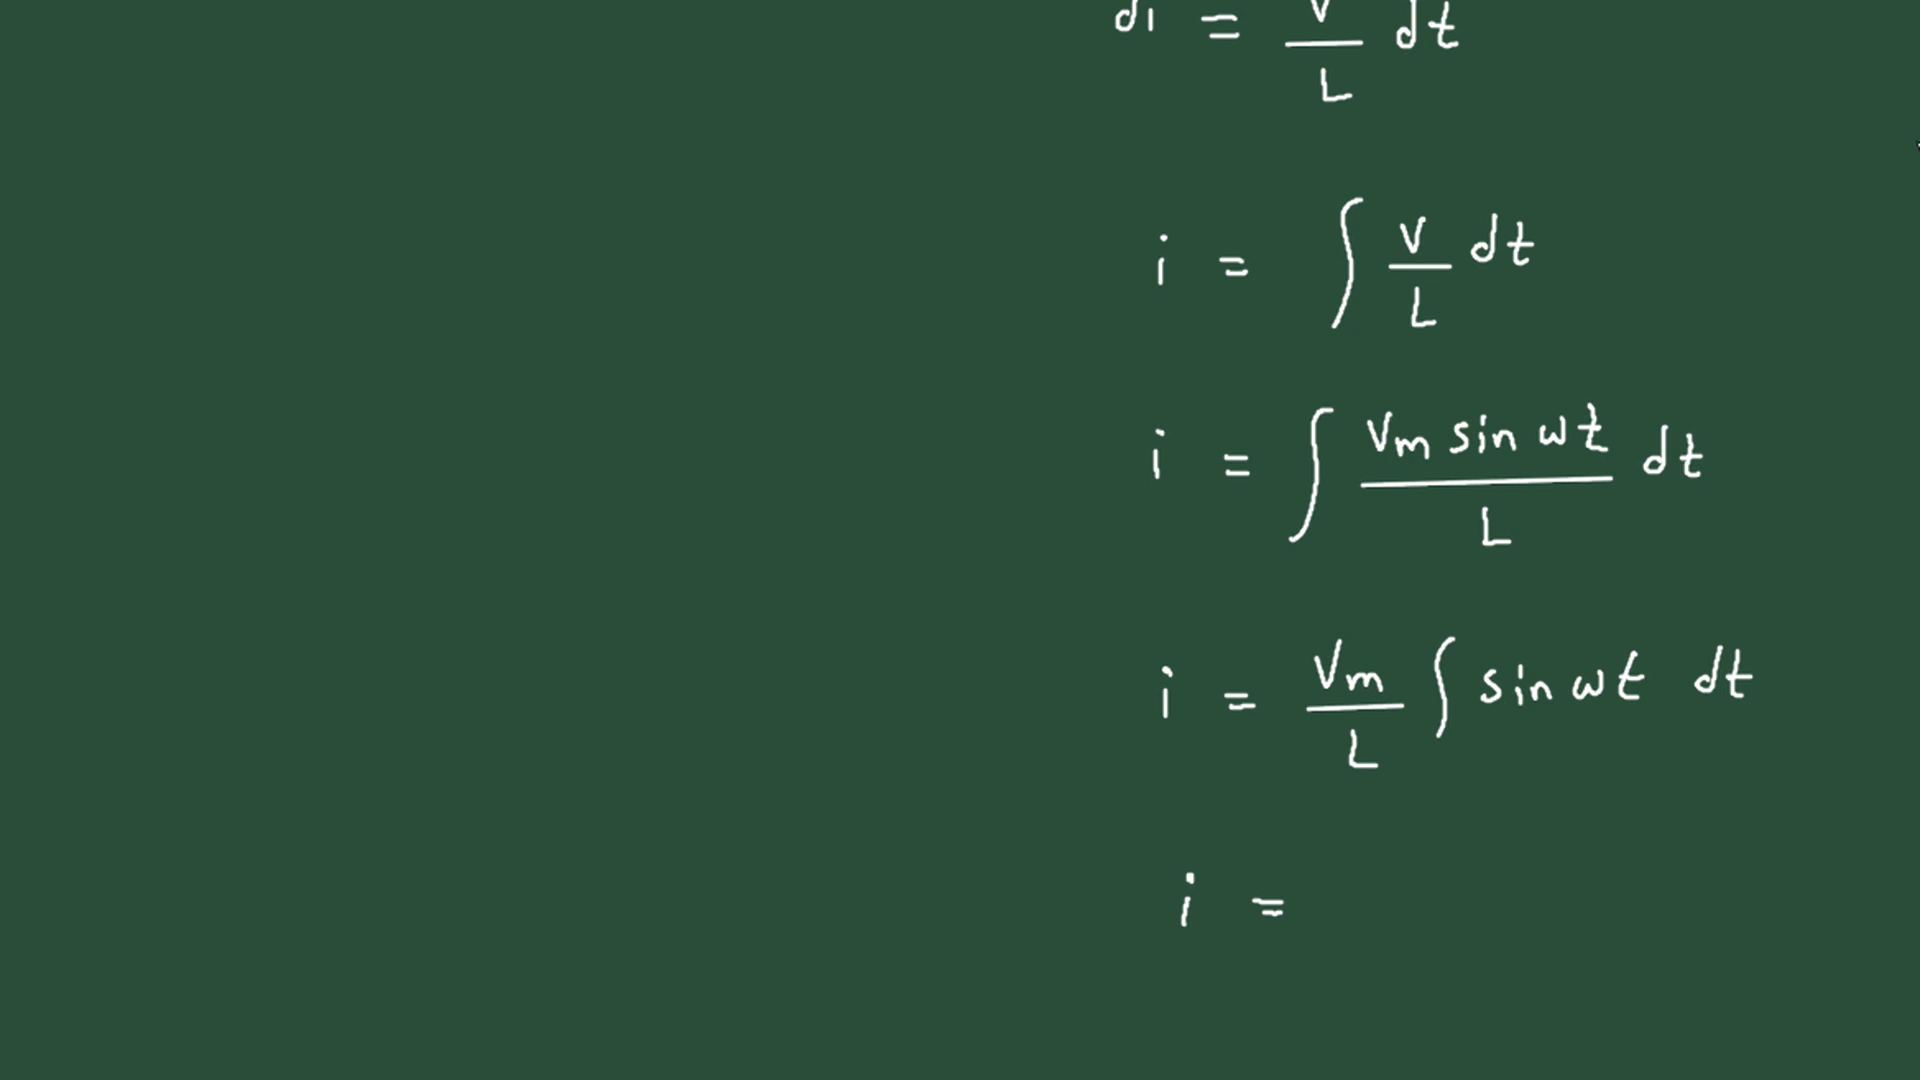 di = V/L dt
i = ∫ V/L dt
i = ∫ Vm sin ωt / L dt
i = Vm/L ∫ sin ωt dt
i =